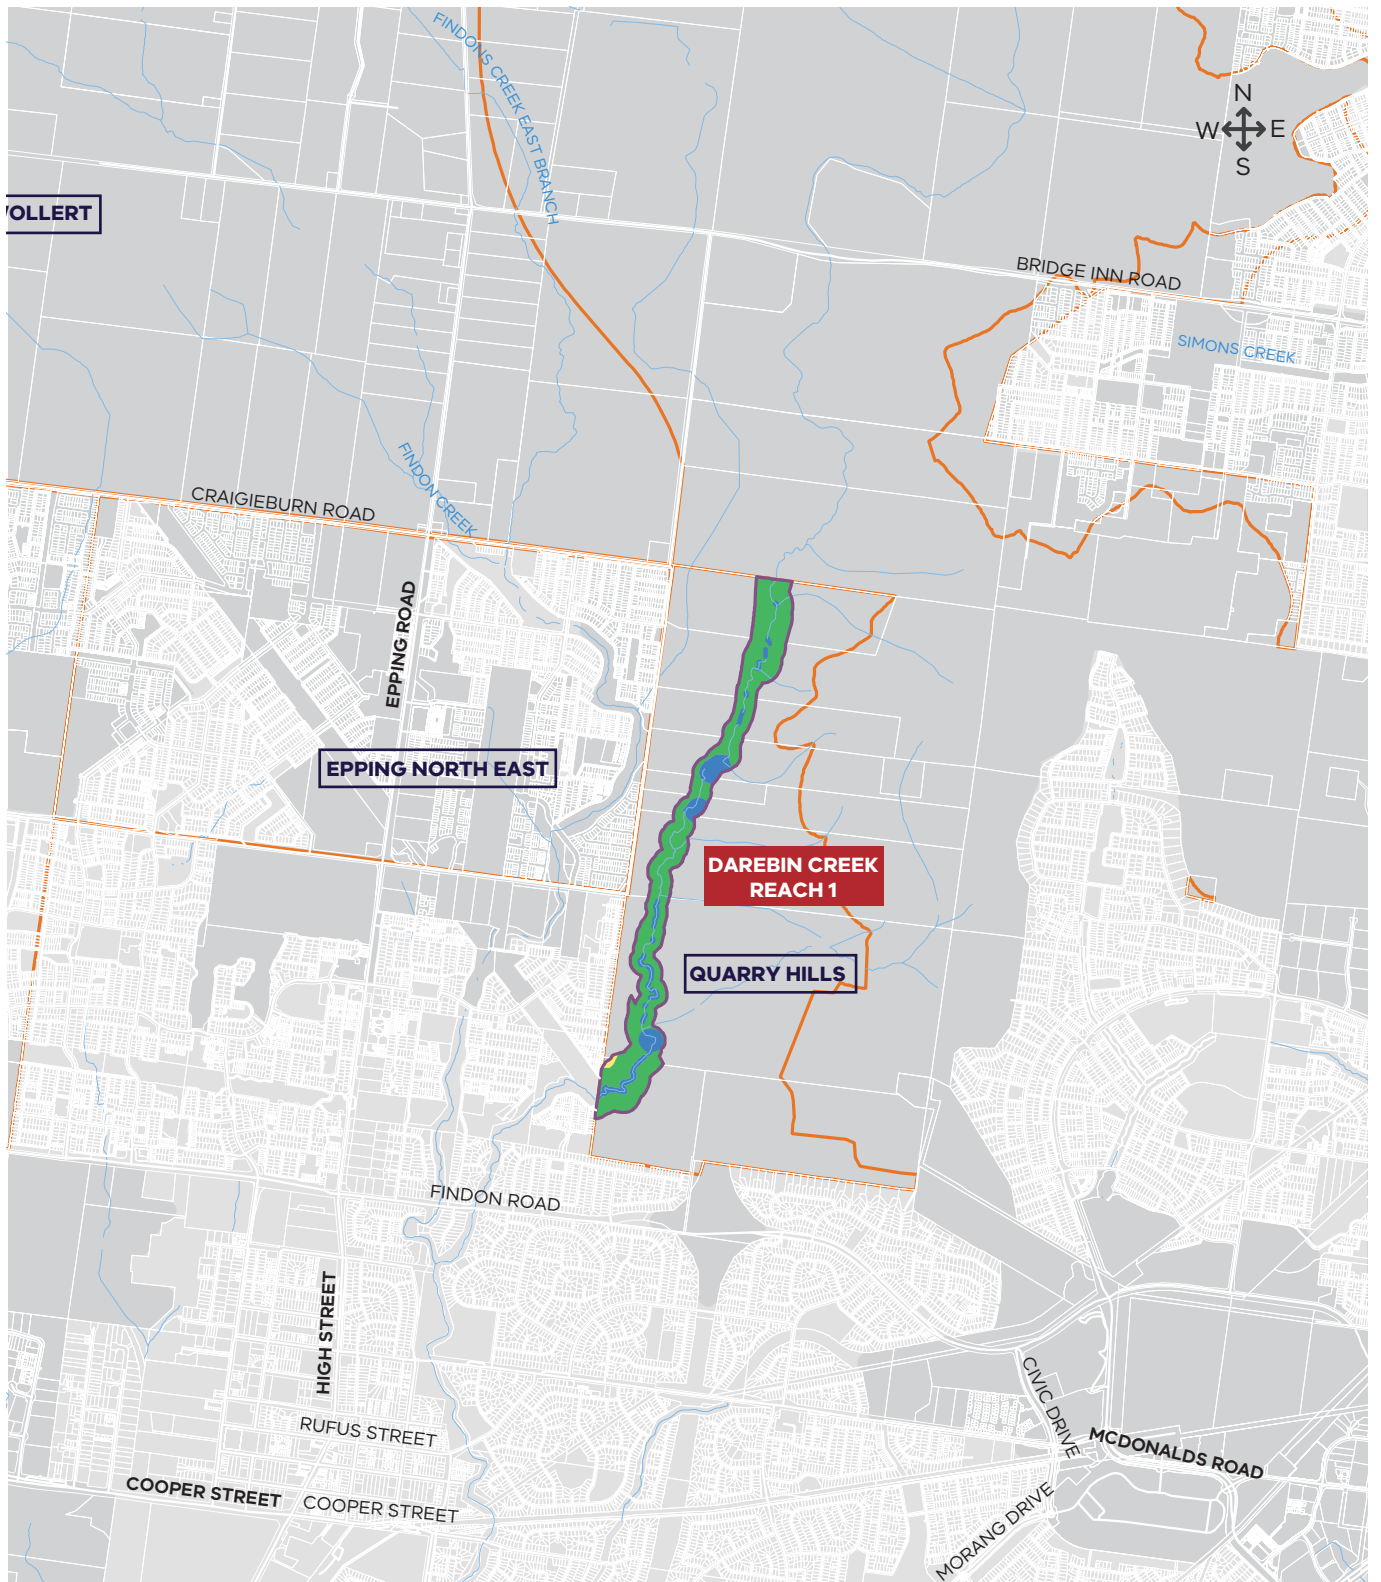 FINDONS CREEK EAST BRANCH
N
W E
S
OLLERT
BRIDGE INN ROAD
SIMONS CREEK
FINDON CREEK
CRAIGIEBURN ROAD
EPPING ROAD
EPPING NORTH EAST
DAREBIN CREEK
REACH 1
QUARRY HILLS
FINDON ROAD
HIGH STREET
RUFUS STREET
CIVIC DRIVE
MCDONALDS ROAD
COOPER STREET
COOPER STREET
MORANG DRIVE